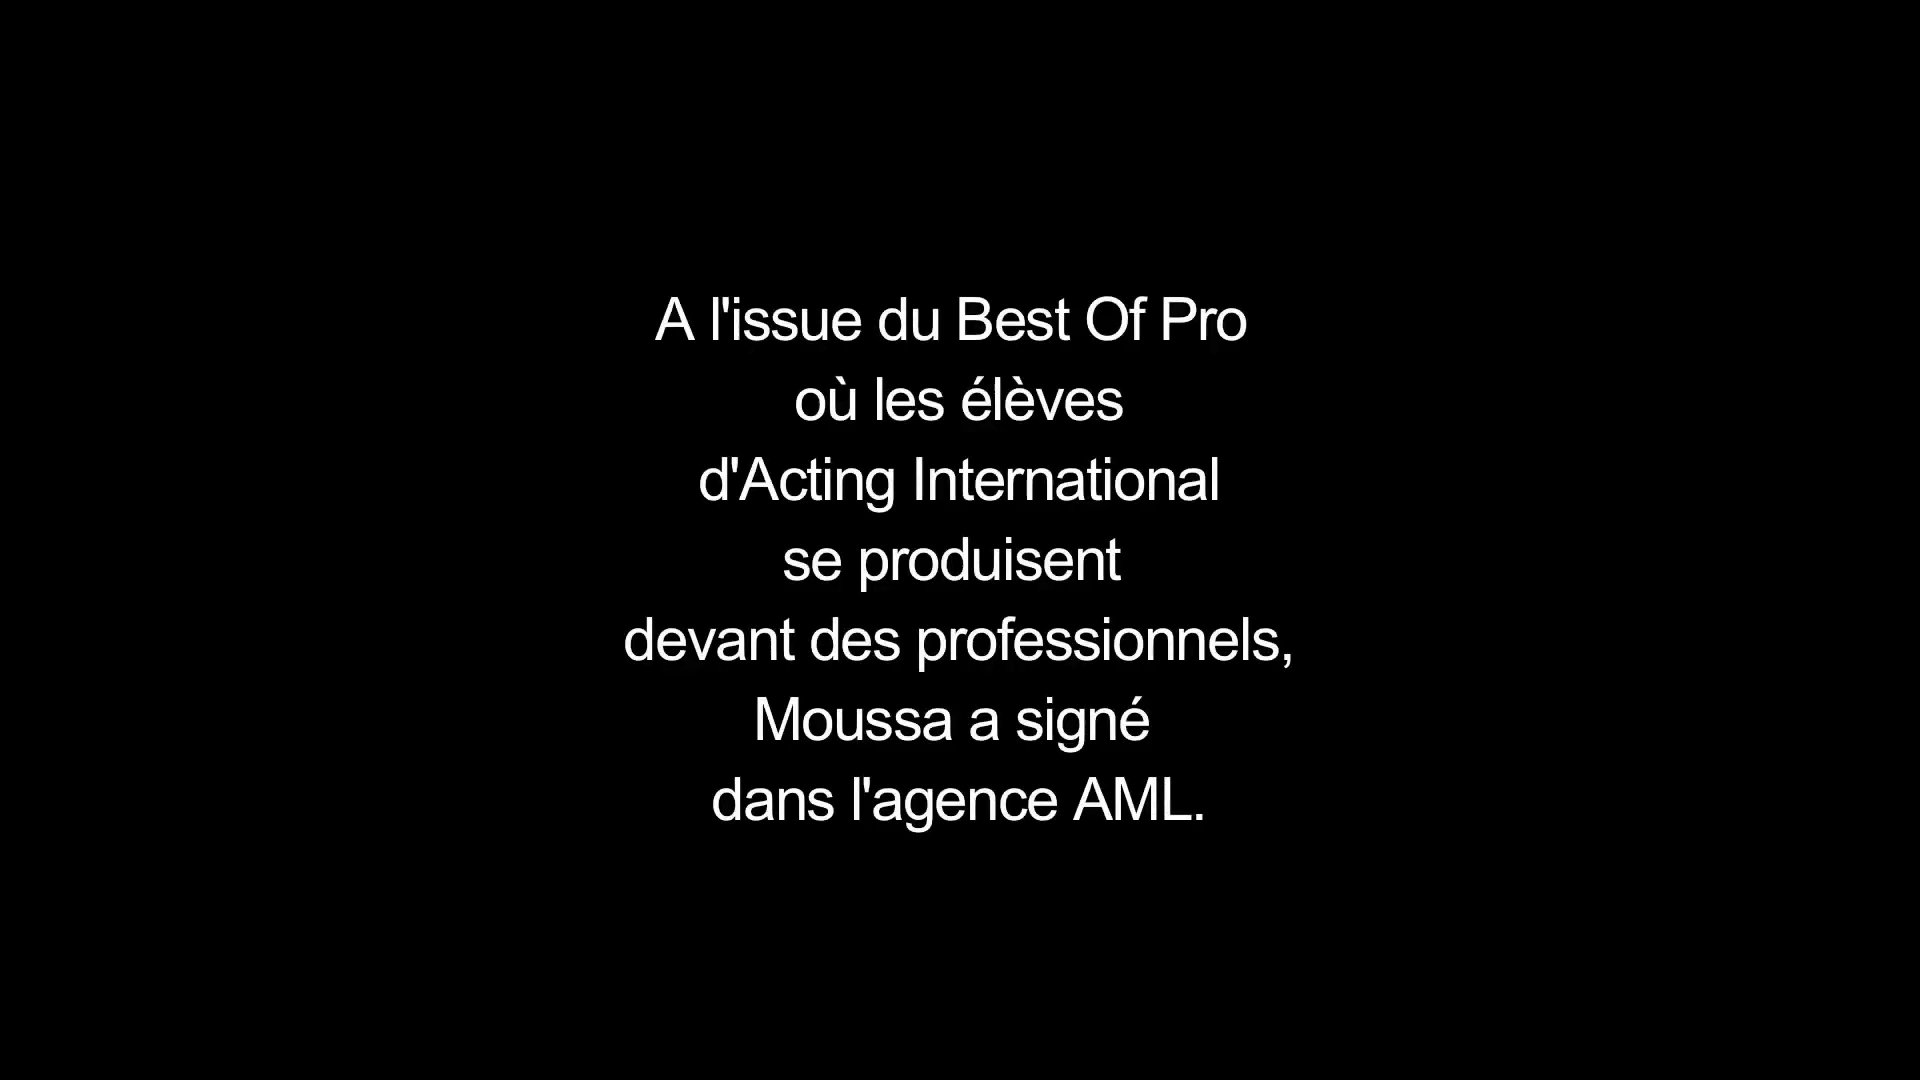 A l'issue du Best Of Pro
où les élèves
d'Acting International
se produisent
devant des professionnels,
Moussa a signé
dans l'agence AML.